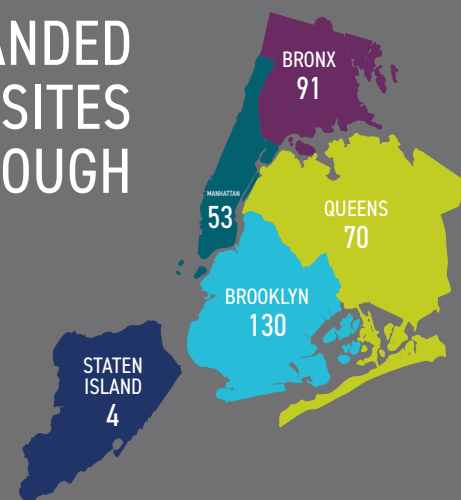 ANDED
SITES
OUGH
BRONX
91
MANHATTAN
53
QUEENS
70
BROOKLYN
130
STATEN
ISLAND
4